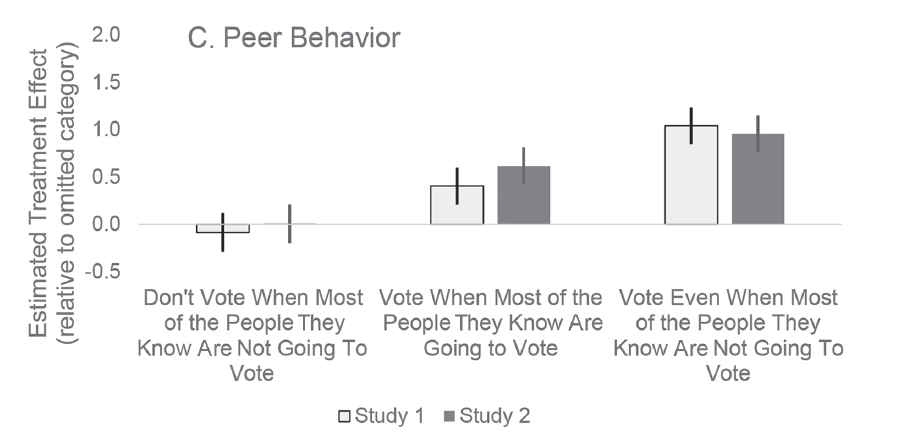 C. Peer Behavior
Estimated Treatment Effect
(relative to omitted category)
2.0
1.5
1.0
0.5
0.0
-0.5
Don't Vote When Most
of the People They
Know Are Not Going To
Vote
Vote When Most of the
People They Know Are
Going to Vote
Vote Even When Most
of the People They
Know Are Not Going To
Vote
Study 1 Study 2